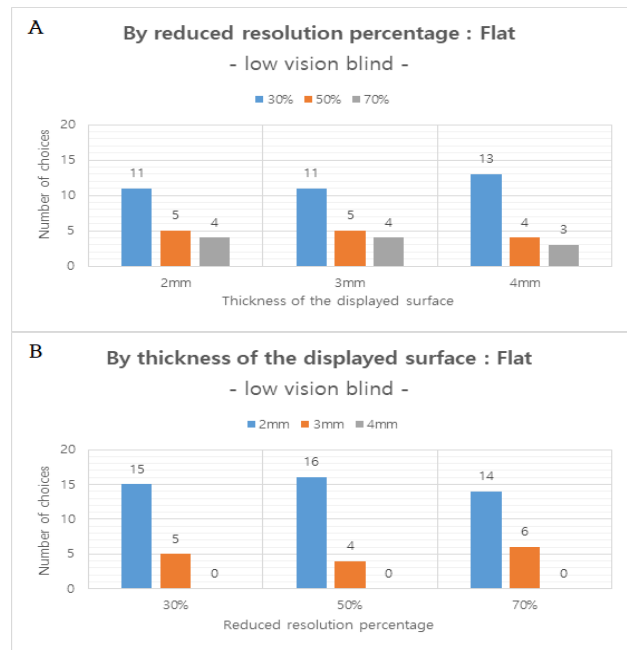 A
By reduced resolution percentage : Flat
- low vision blind -
30% 50% 70%
Number of choices
20
15
10
5
0
11 5 4
11 5 4
13 4 3
2mm 3mm 4mm
Thickness of the displayed surface
B
By thickness of the displayed surface : Flat
- low vision blind -
2mm 3mm 4mm
Number of choices
20
15
10
5
0
15 5 0
16 4 0
14 6 0
30% 50% 70%
Reduced resolution percentage